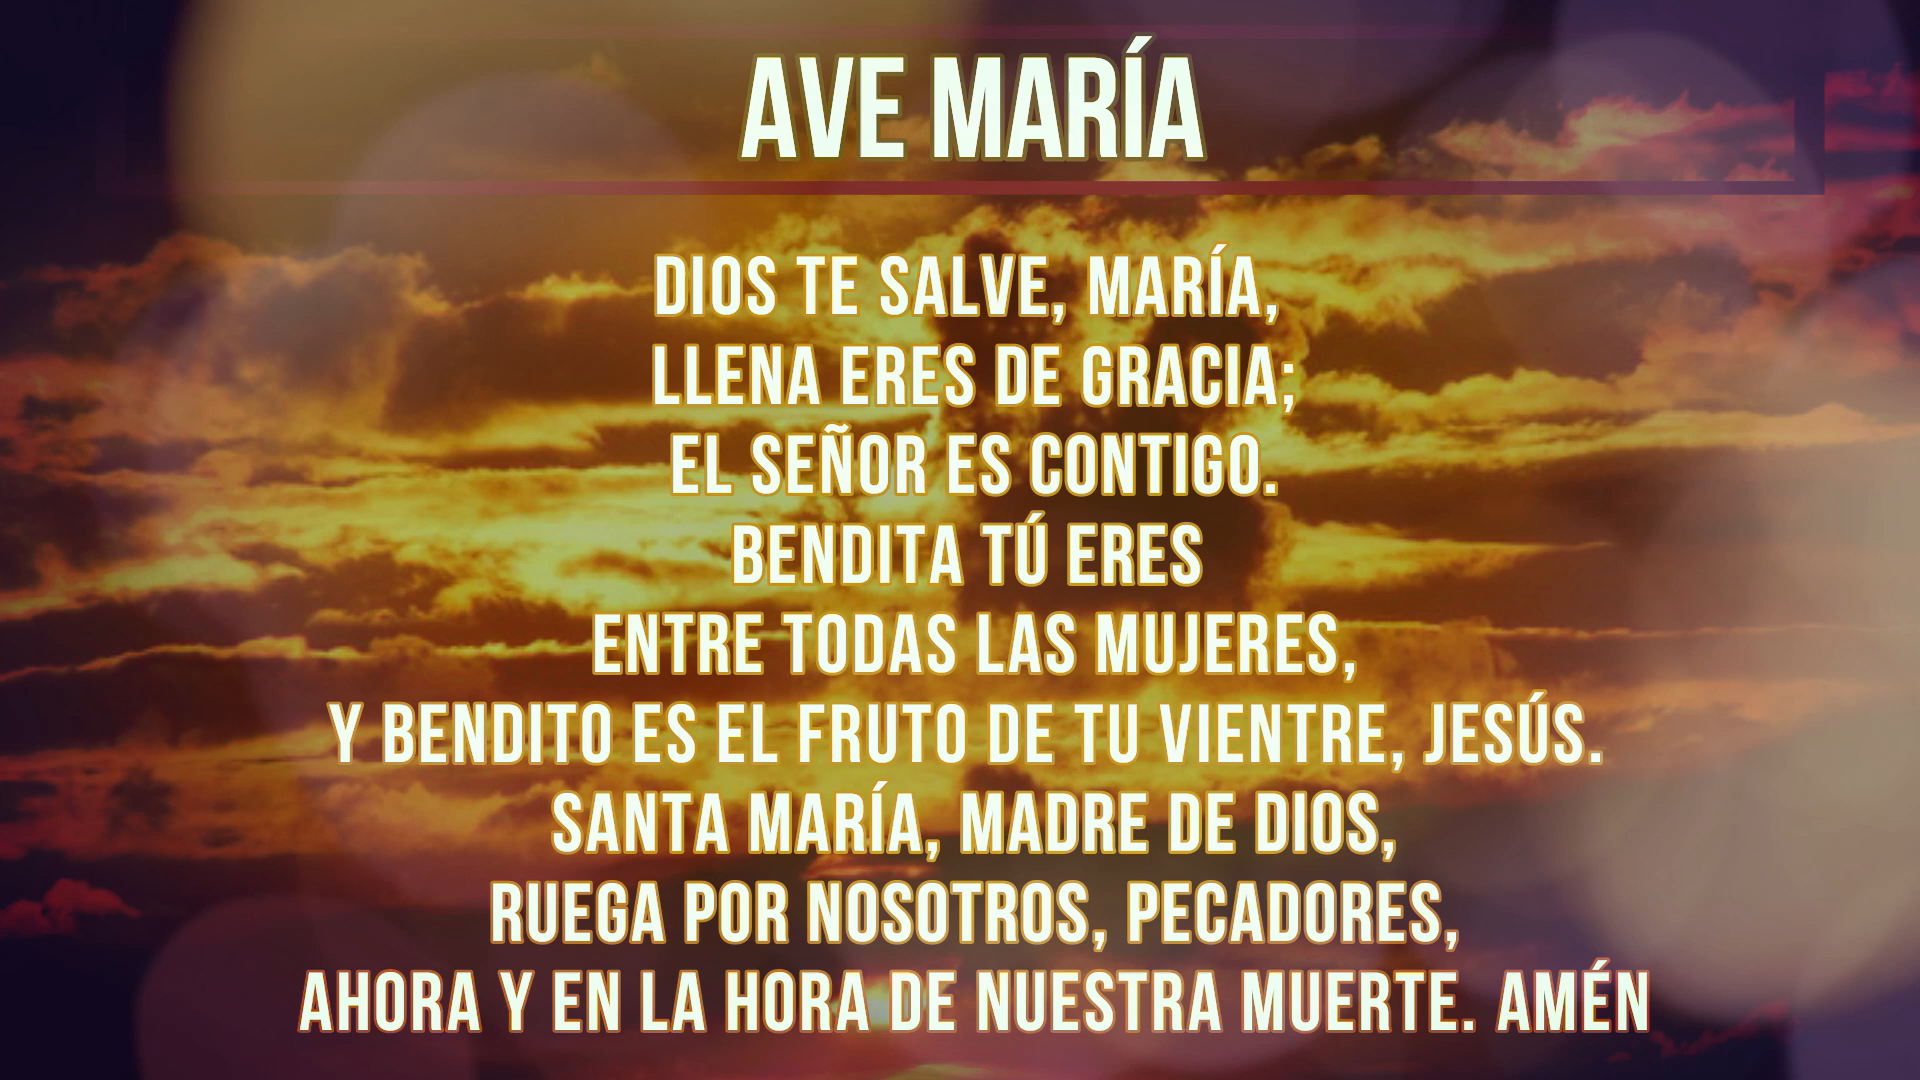 AVE MARÍA
DIOS TE SALVE, MARÍA,
LLENA ERES DE GRACIA;
EL SEÑOR ES CONTIGO.
BENDITA TÚ ERES
ENTRE TODAS LAS MUJERES,
Y BENDITO ES EL FRUTO DE TU VIENTRE, JESÚS.
SANTA MARÍA, MADRE DE DIOS,
RUEGA POR NOSOTROS, PECADORES,
AHORA Y EN LA HORA DE NUESTRA MUERTE. AMÉN